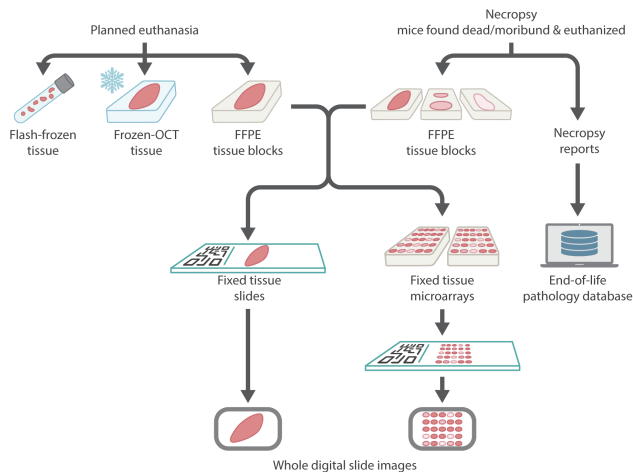 Planned euthanasia
Necropsy
mice found dead/moribund & euthanized
Flash-frozen
tissue
Frozen-OCT
tissue
FFPE
tissue blocks
FFPE
tissue blocks
Necropsy
reports
Fixed tissue
slides
Fixed tissue
microarrays
End-of-life
pathology database
Whole digital slide images